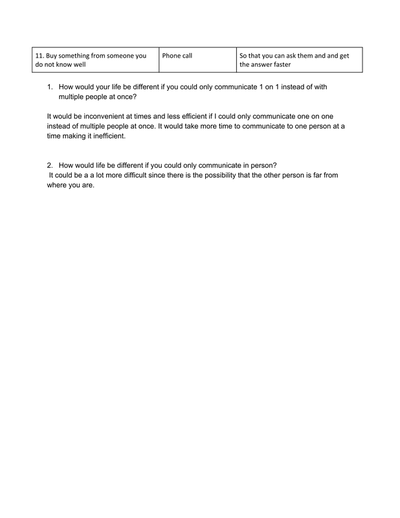 11. Buy something from someone you
do not know well
Phone call
So that you can ask them and and get
the answer faster
1. How would your life be different if you could only communicate 1 on 1 instead of with
multiple people at once?
It would be inconvenient at times and less efficient if I could only communicate one on one
instead of multiple people at once. It would take more time to communicate to one person at a
time making it inefficient.
2. How would life be different if you could only communicate in person?
It could be a a lot more difficult since there is the possibility that the other person is far from
where you are.